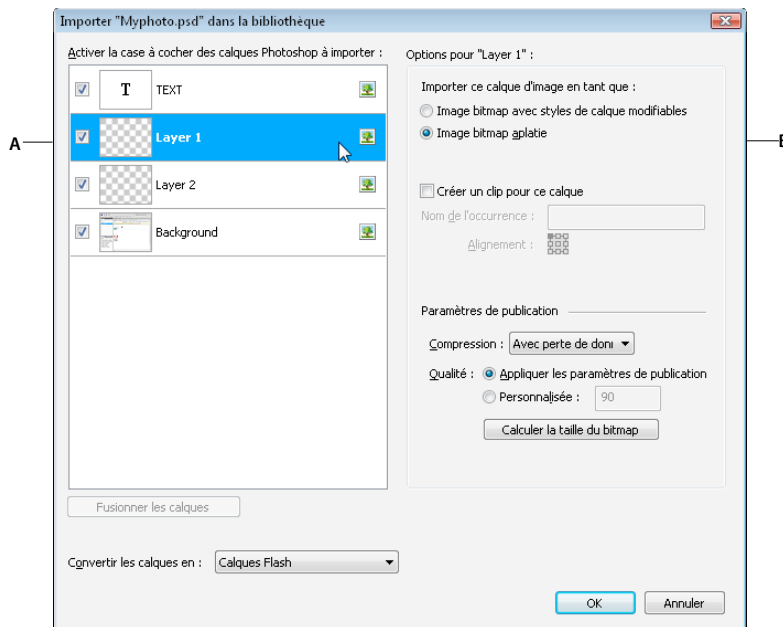 Importer "Myphoto.psd" dans la bibliothèque
Activer la case à cocher des calques Photoshop à importer :
T TEXT
Layer 1
Layer 2
Background
Fusionner les calques
Convertir les calques en : Calques Flash
Options pour "Layer 1" :
Importer ce calque d'image en tant que :
Image bitmap avec styles de calque modifiables
Image bitmap aplatie
Créer un clip pour ce calque
Nom de l'occurrence :
Alignement :
Paramètres de publication
Compression : Avec perte de donn
Qualité : Appliquer les paramètres de publication
Personnalisée : 90
Calculer la taille du bitmap
OK Annuler
A